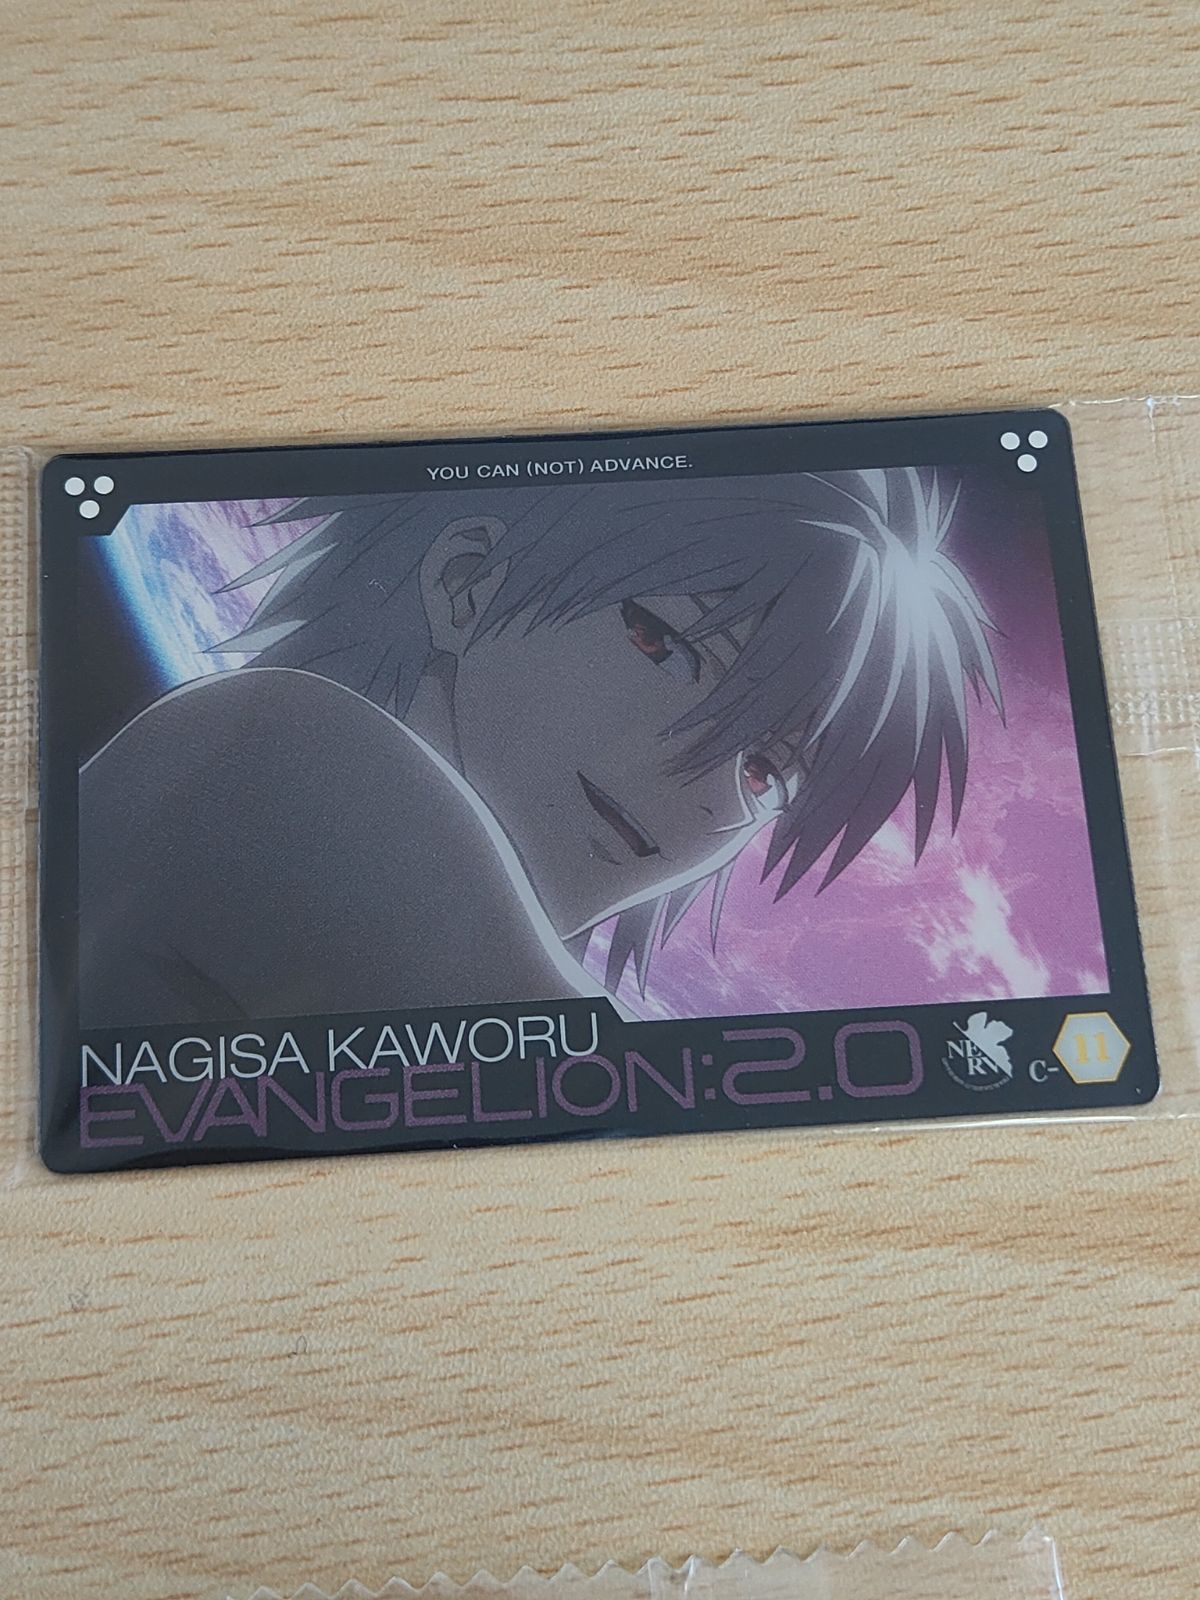 YOU CAN (NOT) ADVANCE.
NAGISA KAWORU
EVANGELION:2.0
NERV
C-11